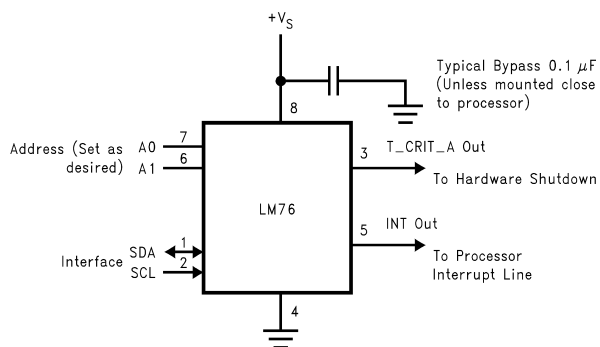 +VS
Typical Bypass 0.1 μF
(Unless mounted close
to processor)
8
Address (Set as
desired)
A0
7
A1
6
3
T_CRIT_A Out
To Hardware Shutdown
LM76
5
INT Out
To Processor
Interrupt Line
Interface
SDA
1
SCL
2
4